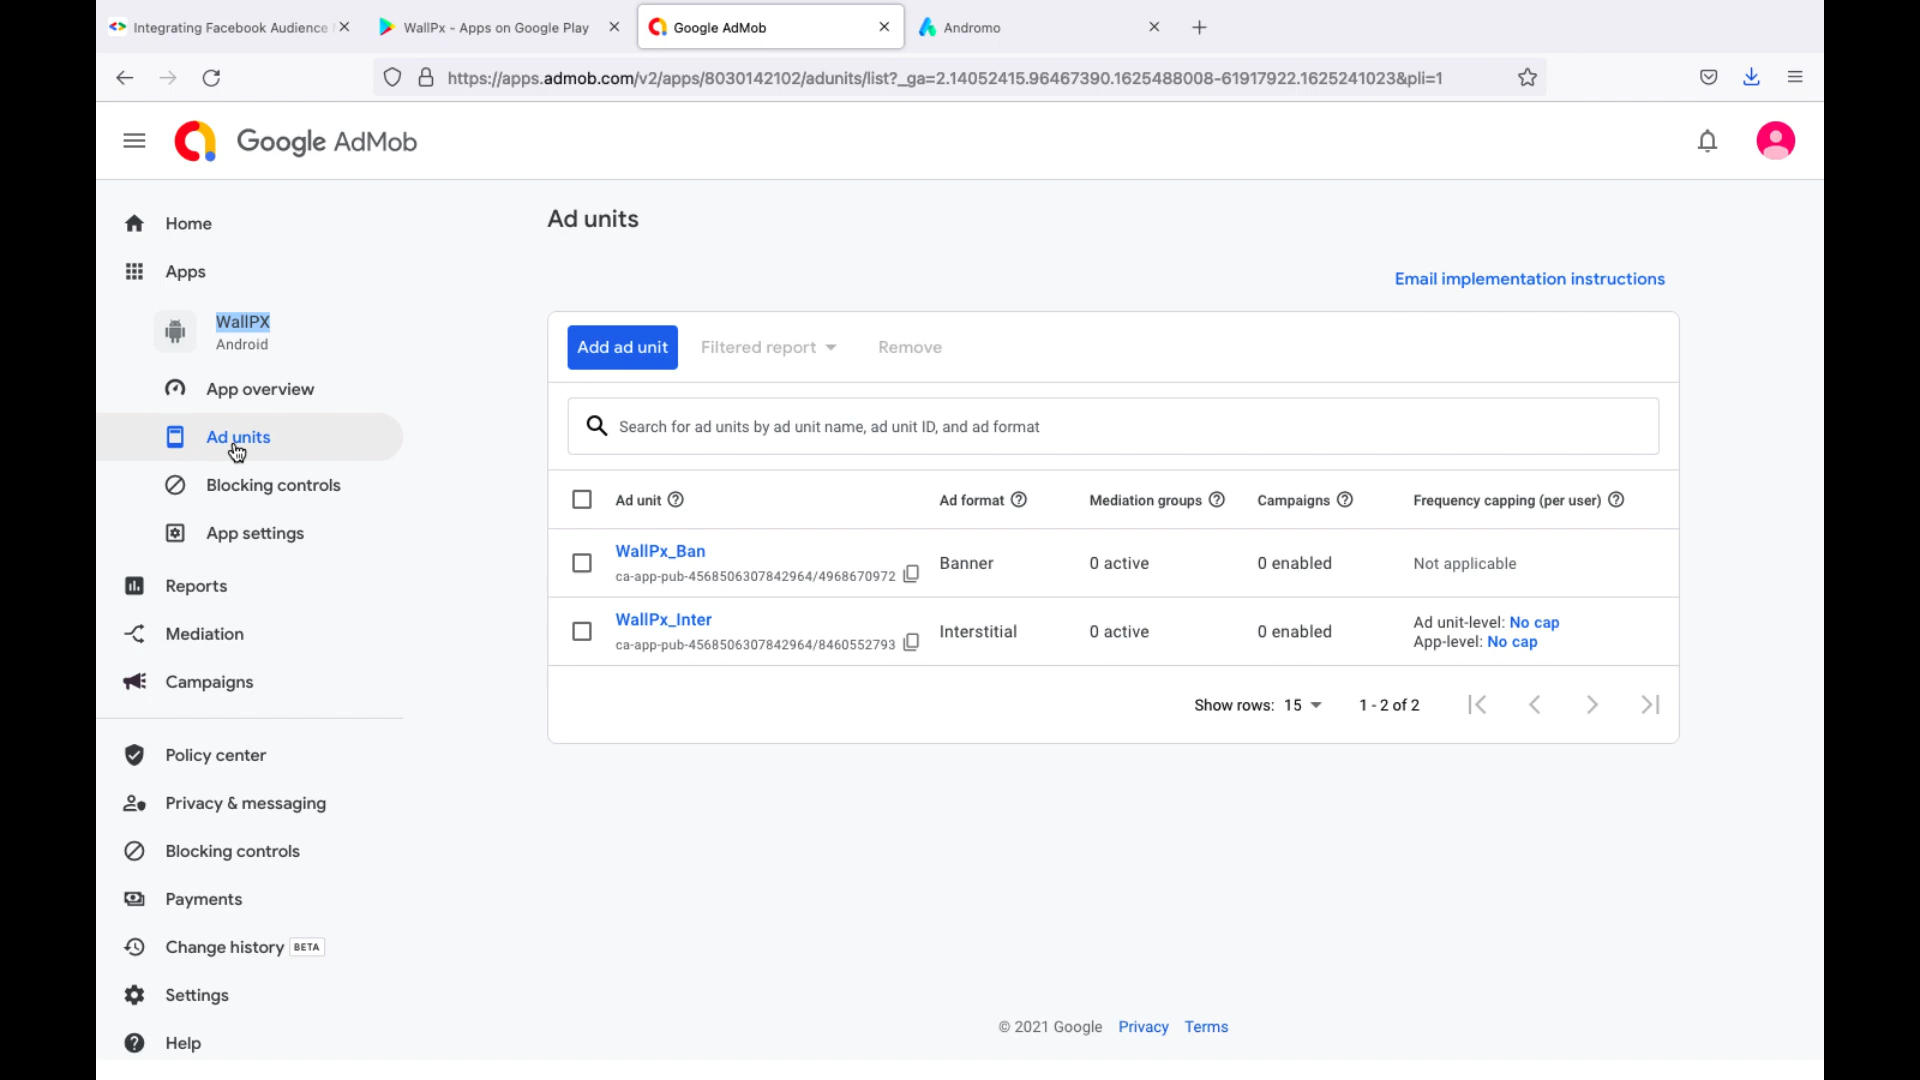 Integrating Facebook Audience
WallPx - Apps on Google Play
Google AdMob
Andromo
https://apps.admob.com/v2/apps/8030142102/adunits/list?_ga=2.14052415.96467390.1625488008-61917922.1625241023&pli=1
Google AdMob
Home
Apps
WallPX
Android
App overview
Ad units
Blocking controls
App settings
Reports
Mediation
Campaigns
Policy center
Privacy & messaging
Blocking controls
Payments
Change history BETA
Settings
Help
Ad units
Email implementation instructions
Add ad unit Filtered report Remove
Search for ad units by ad unit name, ad unit ID, and ad format
Ad unit Ad format Mediation groups Campaigns Frequency capping (per user)
WallPx_Ban
ca-app-pub-4568506307842964/4968670972
Banner 0 active 0 enabled Not applicable
WallPx_Inter
ca-app-pub-4568506307842964/8460552793
Interstitial 0 active 0 enabled
Ad unit-level: No cap
App-level: No cap
Show rows: 15 1 - 2 of 2
© 2021 Google Privacy Terms